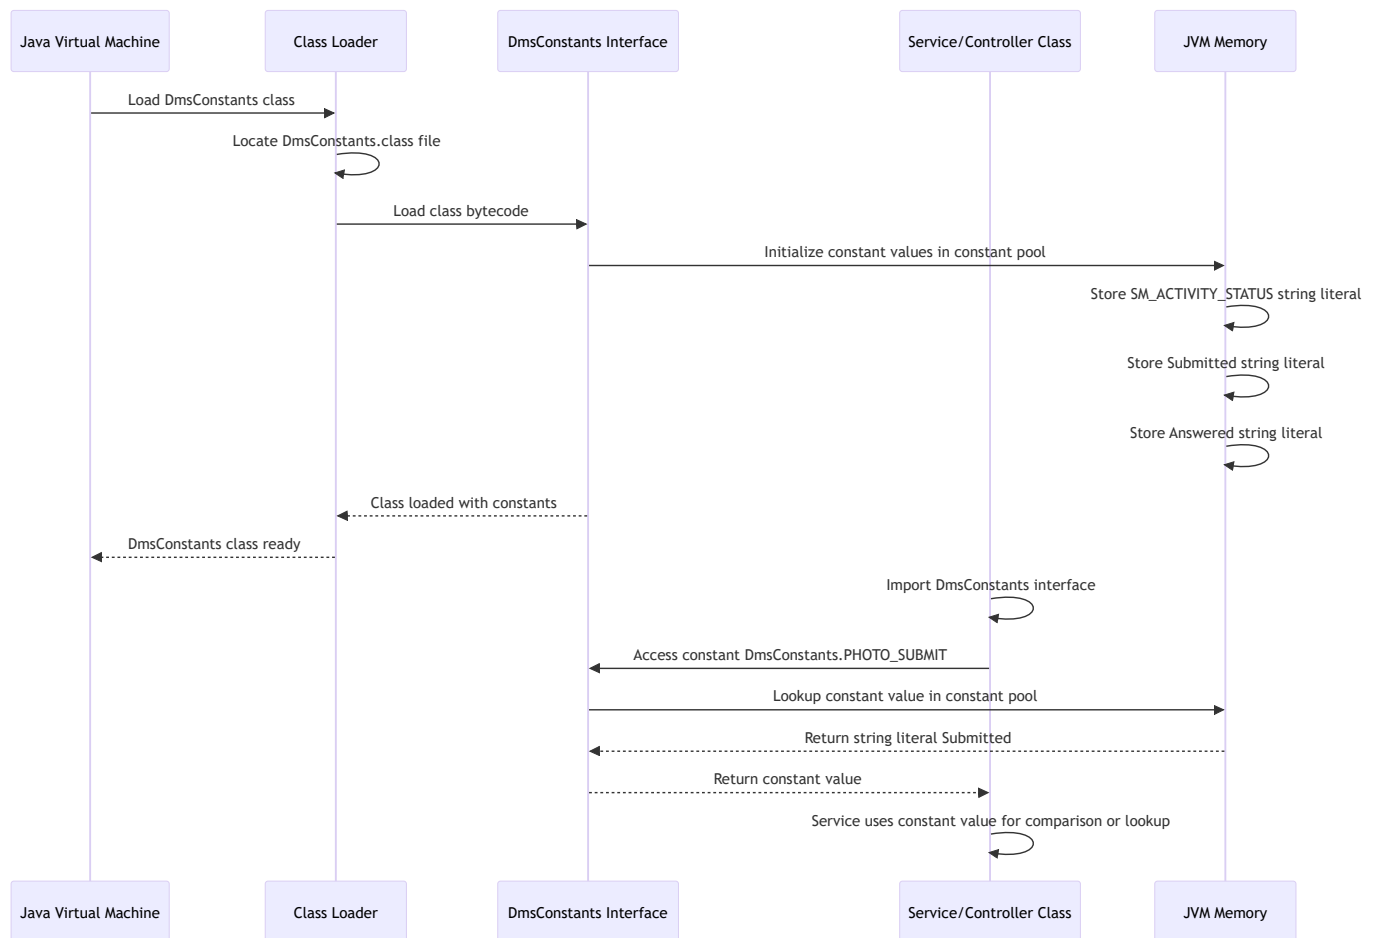 Java Virtual Machine
Class Loader
DmsConstants Interface
Service/Controller Class
JVM Memory
Load DmsConstants class
Locate DmsConstants.class file
Load class bytecode
Initialize constant values in constant pool
Store SM_ACTIVITY_STATUS string literal
Store Submitted string literal
Store Answered string literal
Class loaded with constants
DmsConstants class ready
Import DmsConstants interface
Access constant DmsConstants.PHOTO_SUBMIT
Lookup constant value in constant pool
Return string literal Submitted
Return constant value
Service uses constant value for comparison or lookup
Java Virtual Machine
Class Loader
DmsConstants Interface
Service/Controller Class
JVM Memory